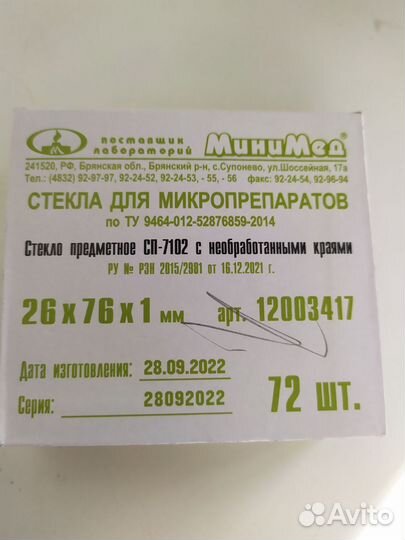 поставщик
лабораторий
МиниМед®
241520, РФ, Брянская обл., Брянский р-н, с.Супонево, ул.Шоссейная, 17а
Тел.: (4832) 92-97-97, 92-24-52, 92-24-53, - 55, - 56 факс: 92-24-54, 92-96-94
СТЕКЛА ДЛЯ МИКРОПРЕПАРАТОВ
по ТУ 9464-012-52876859-2014
Стекло предметное СП-7102 с необработанными краями
РУ № РЗН 2015/2981 от 16.12.2021 г.
26 x 76 x 1 мм арт. 12003417
Дата изготовления: 28.09.2022
Серия: 28092022
72 шт.
Avito